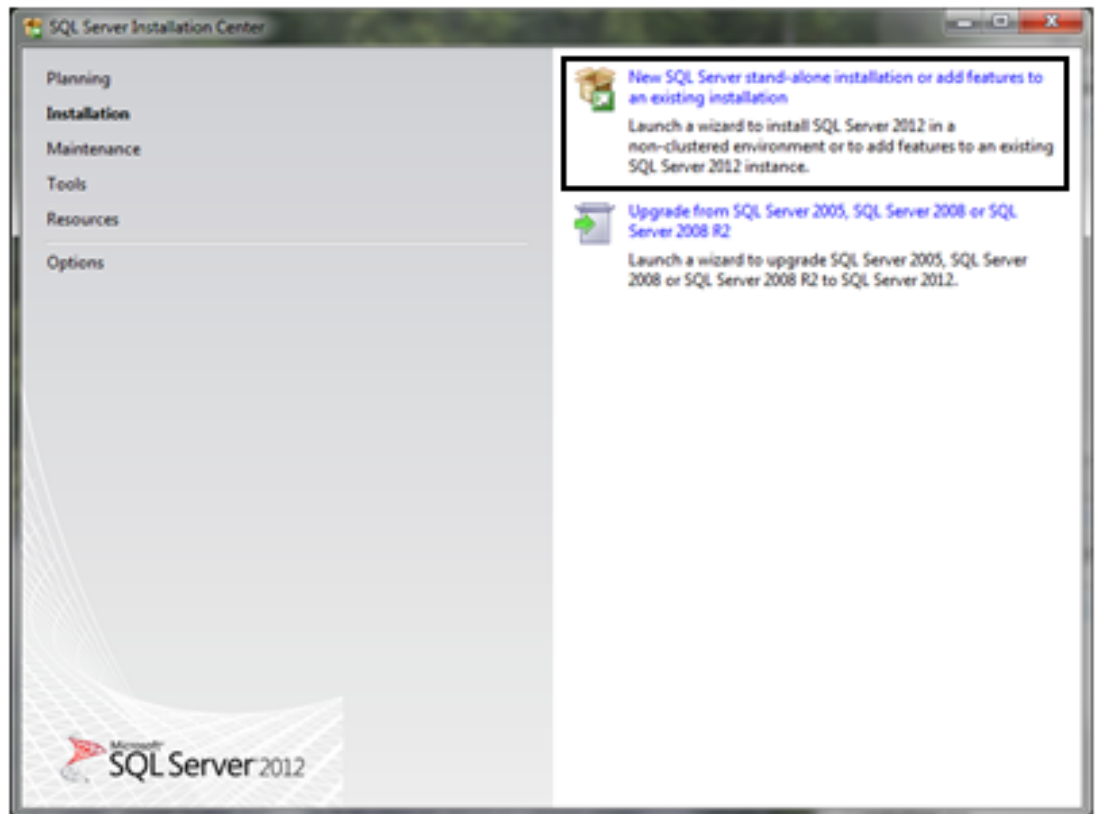 SQL Server Installation Center
Planning
Installation
Maintenance
Tools
Resources
Options
New SQL Server stand-alone installation or add features to
an existing installation
Launch a wizard to install SQL Server 2012 in a
non-clustered environment or to add features to an existing
SQL Server 2012 instance.
Upgrade from SQL Server 2005, SQL Server 2008 or SQL
Server 2008 R2
Launch a wizard to upgrade SQL Server 2005, SQL Server
2008 or SQL Server 2008 R2 to SQL Server 2012.
Microsoft
SQL Server 2012